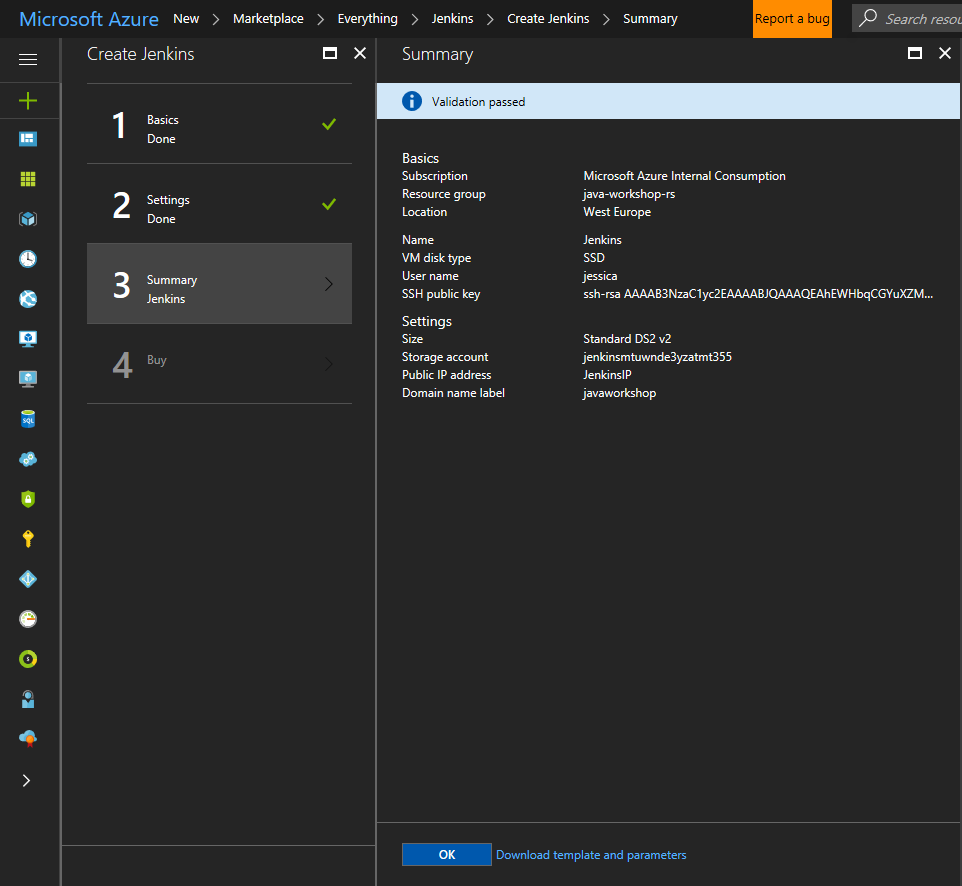 Microsoft Azure New > Marketplace > Everything > Jenkins > Create Jenkins > Summary
Report a bug
Search resou
Create Jenkins
1
Basics
Done
2
Settings
Done
3
Summary
Jenkins
4
Buy
Summary
Validation passed
Basics
Subscription Microsoft Azure Internal Consumption
Resource group java-workshop-rs
Location West Europe
Name Jenkins
VM disk type SSD
User name jessica
SSH public key ssh-rsa AAAAB3NzaC1yc2EAAAABJQAAAQEAhEWHbqCGYuXZM...
Settings
Size Standard DS2 v2
Storage account jenkinsmtuwnde3yzatmt355
Public IP address JenkinsIP
Domain name label javaworkshop
OK
Download template and parameters
SQL